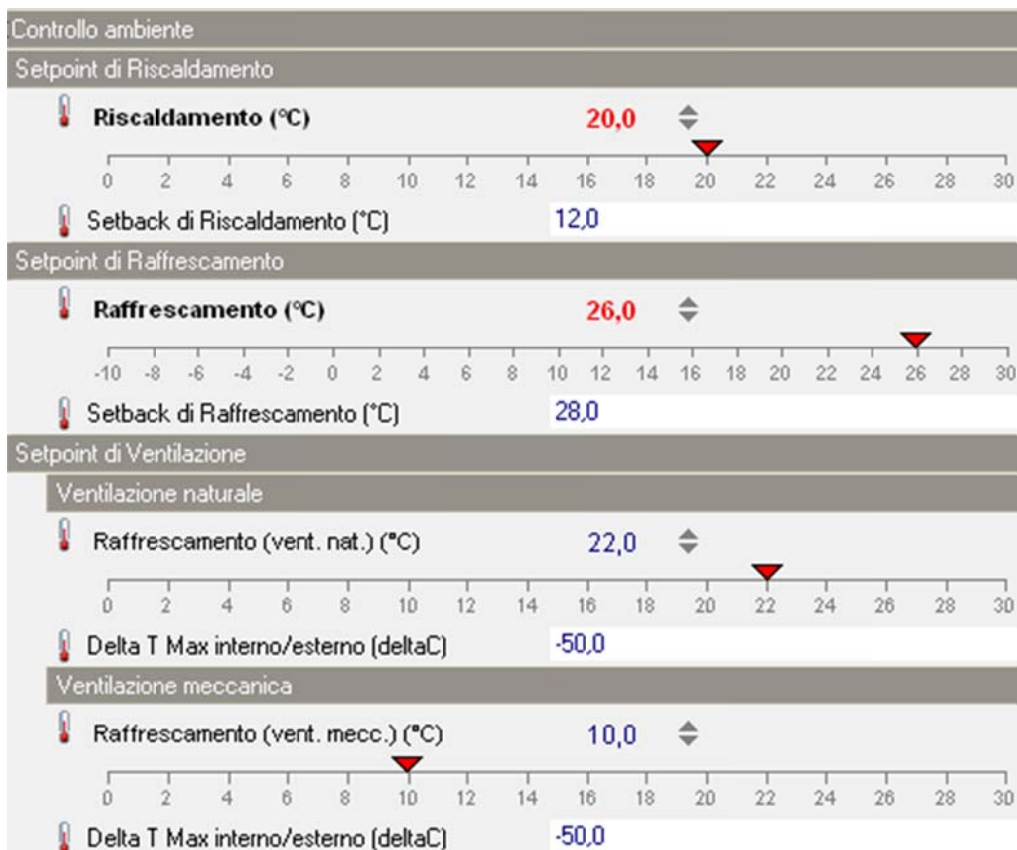 Controllo ambiente
Setpoint di Riscaldamento
Riscaldamento (°C) 20,0
0 2 4 6 8 10 12 14 16 18 20 22 24 26 28 30
Setback di Riscaldamento (°C) 12,0
Setpoint di Raffrescamento
Raffrescamento (°C) 26,0
-10 -8 -6 -4 -2 0 2 4 6 8 10 12 14 16 18 20 22 24 26 28 30
Setback di Raffrescamento (°C) 28,0
Setpoint di Ventilazione
Ventilazione naturale
Raffrescamento (vent. nat.) (°C) 22,0
0 2 4 6 8 10 12 14 16 18 20 22 24 26 28 30
Delta T Max interno/esterno (deltaC) -50,0
Ventilazione meccanica
Raffrescamento (vent. mecc.) (°C) 10,0
0 2 4 6 8 10 12 14 16 18 20 22 24 26 28 30
Delta T Max interno/esterno (deltaC) -50,0